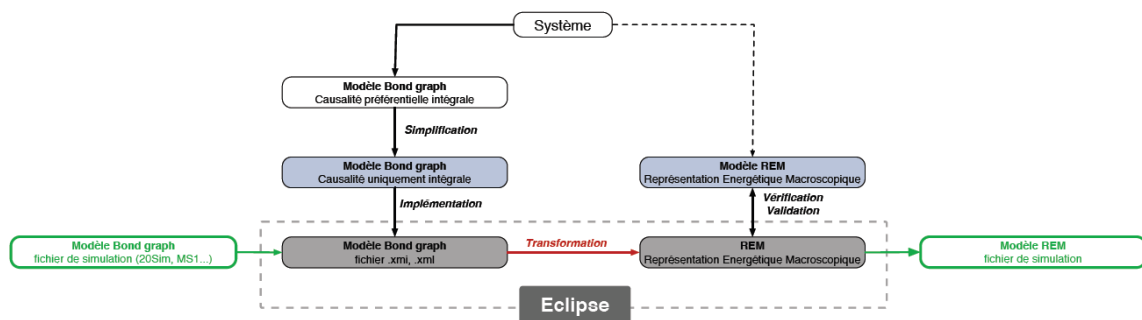 Système
Modèle Bond graph
Causalité préférentielle intégrale
Simplification
Modèle Bond graph
Causalité uniquement intégrale
Modèle REM
Représentation Energétique Macroscopique
Implémentation
Vérification
Validation
Modèle Bond graph
fichier de simulation (20Sim, MS1...)
Modèle Bond graph
fichier .xmi, .xml
Transformation
REM
Représentation Energétique Macroscopique
Modèle REM
fichier de simulation
Eclipse